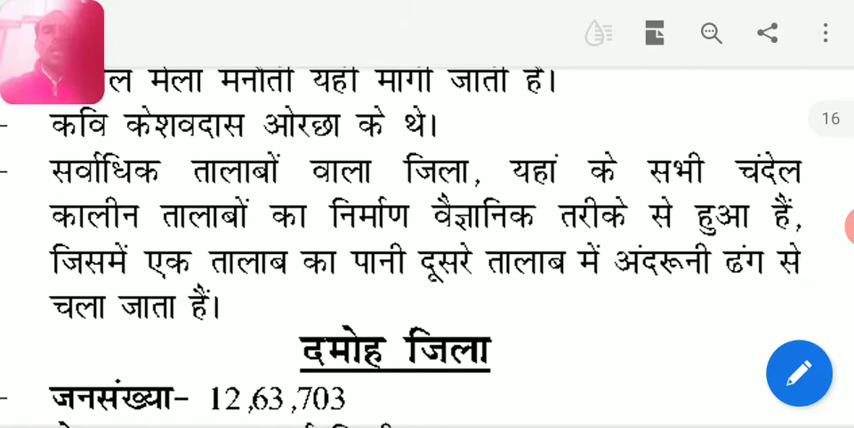 मेला मनौती यही मांगी जाती है।
- कवि केशवदास ओरछा के थे।
- सर्वाधिक तालाबों वाला जिला, यहां के सभी चंदेल
कालीन तालाबों का निर्माण वैज्ञानिक तरीके से हुआ हैं,
जिसमें एक तालाब का पानी दूसरे तालाब में अंदरूनी ढंग से
चला जाता हैं।
16
दमोह जिला
- जनसंख्या- 12,63,703